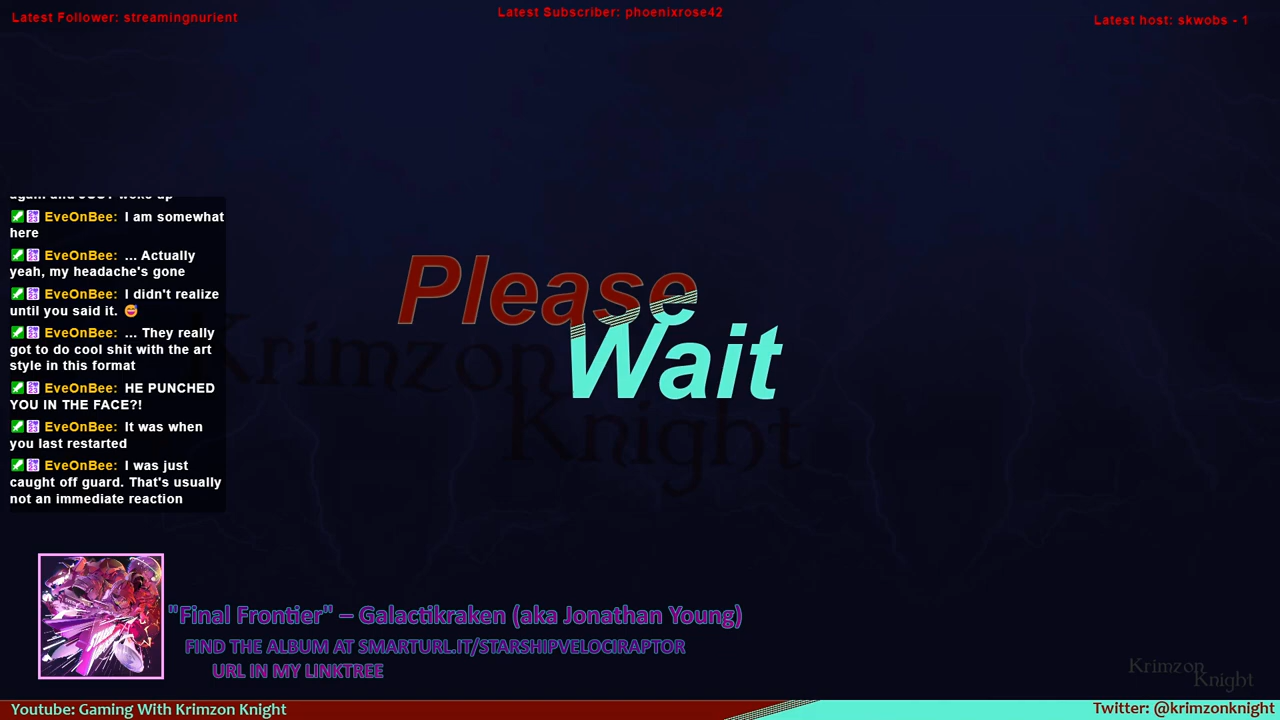 Latest Follower: streamingnurient
Latest Subscriber: phoenixrose42
Latest host: skwobs - 1
again and JUST woke up
EveOnBee: I am somewhat
here
EveOnBee: ... Actually
yeah, my headache's gone
EveOnBee: I didn't realize
until you said it. 😅
EveOnBee: ... They really
got to do cool shit with the art
style in this format
EveOnBee: HE PUNCHED
YOU IN THE FACE?!
EveOnBee: It was when
you last restarted
EveOnBee: I was just
caught off guard. That's usually
not an immediate reaction
Please
Wait
Krimzon
Knight
"Final Frontier" – Galactikraken (aka Jonathan Young)
FIND THE ALBUM AT SMARTURL.IT/STARSHIPVELOCIRAPTOR
URL IN MY LINKTREE
Krimzon
Knight
Youtube: Gaming With Krimzon Knight
Twitter: @krimzonknight